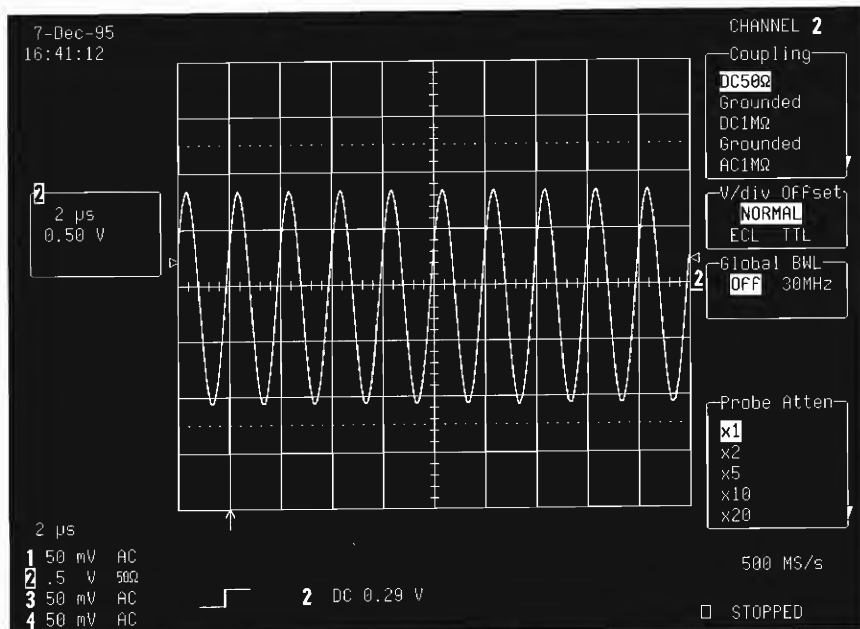 7-Dec-95
16:41:12
2
2 µs
0.50 V
2
CHANNEL 2
Coupling
DC50Ω
Grounded
DC1MΩ
Grounded
AC1MΩ
V/div Offset
NORMAL
ECL TTL
Global BWL
Off 30MHz
Probe Atten
x1
x2
x5
x10
x20
2 µs
1 50 mV AC
2 .5 V 50Ω
3 50 mV AC
4 50 mV AC
2 DC 0.29 V
500 MS/s
STOPPED